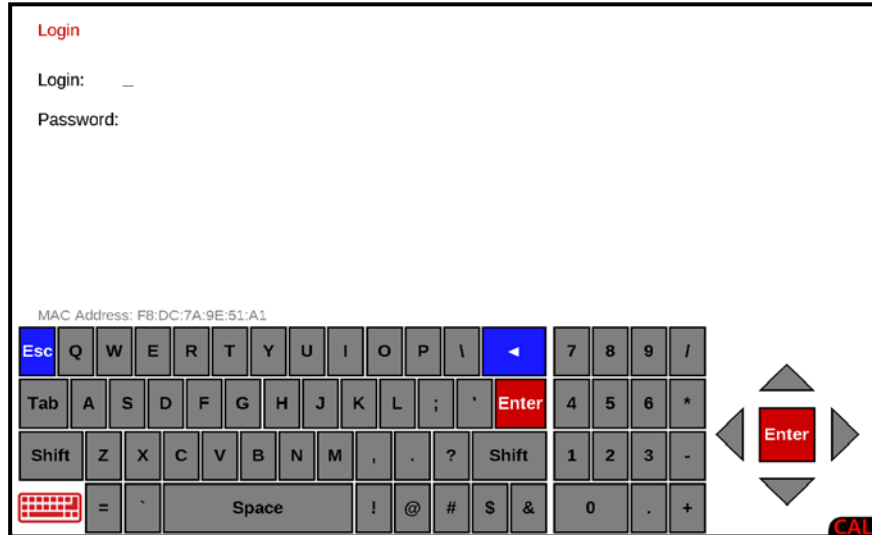 Login
Login: _
Password:
MAC Address: F8:DC:7A:9E:51:A1
Esc Q W E R T Y U I O P \ ◄ 7 8 9 /
Tab A S D F G H J K L ; ' Enter 4 5 6 *
Enter
Shift Z X C V B N M , . ? Shift 1 2 3 -
= ` Space ! @ # $ & 0 . +
CAL